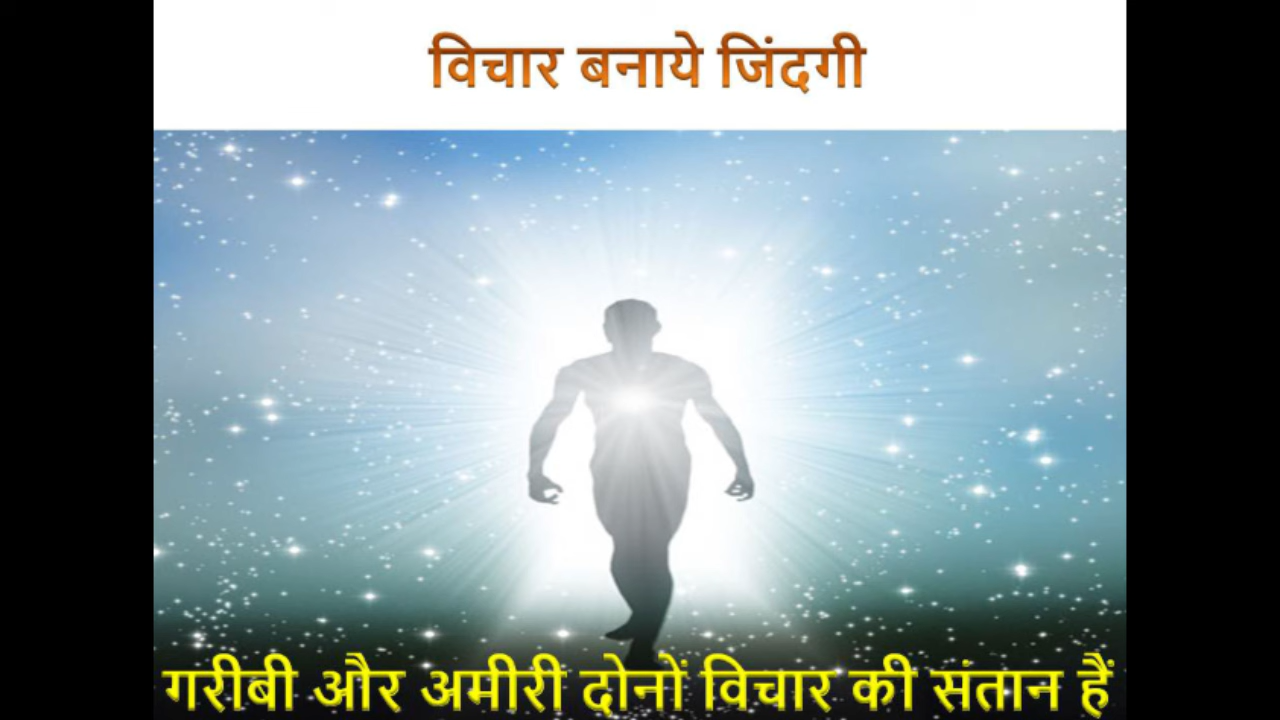 विचार बनाये जिंदगी
गरीबी और अमीरी दोनों विचार की संतान हैं